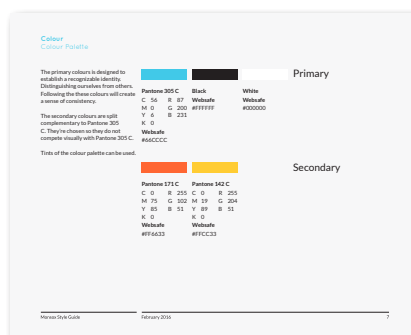 Colour
Colour Palette
The primary colours is designed to
establish a recognizable identity.
Distinguishing ourselves from others.
Following the these colours will create
a sense of consistency.
The secondary colours are split
complementary to Pantone 305
C. They're chosen so they do not
compete visually with Pantone 305 C.
Tints of the colour palette can be used.
Primary
Pantone 305 C
C 56 R 87
M 0 G 200
Y 6 B 231
K 0
Websafe
#66CCCC
Black
Websafe
#FFFFFF
White
Websafe
#000000
Secondary
Pantone 171 C
C 0 R 255
M 75 G 102
Y 85 B 51
K 0
Websafe
#FF6633
Pantone 142 C
C 0 R 255
M 19 G 204
Y 89 B 51
K 0
Websafe
#FFCC33
Morwax Style Guide
February 2016
7